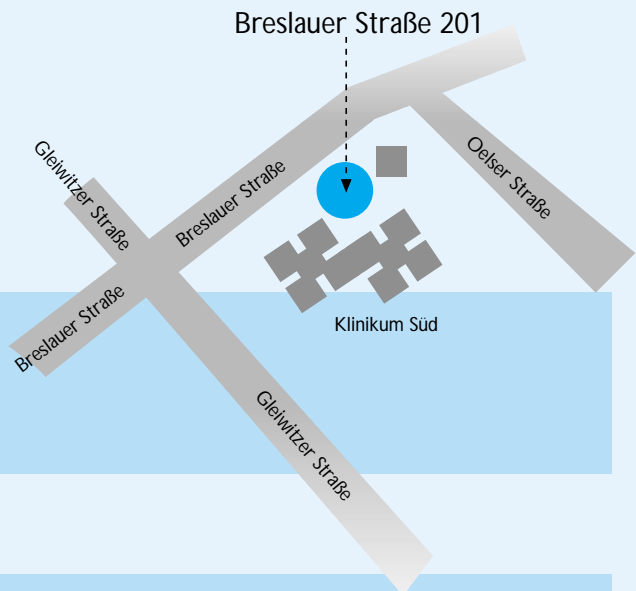 Breslauer Straße 201
Gleiwitzer Straße
Breslauer Straße
Oelser Straße
Breslauer Straße
Klinikum Süd
Gleiwitzer Straße